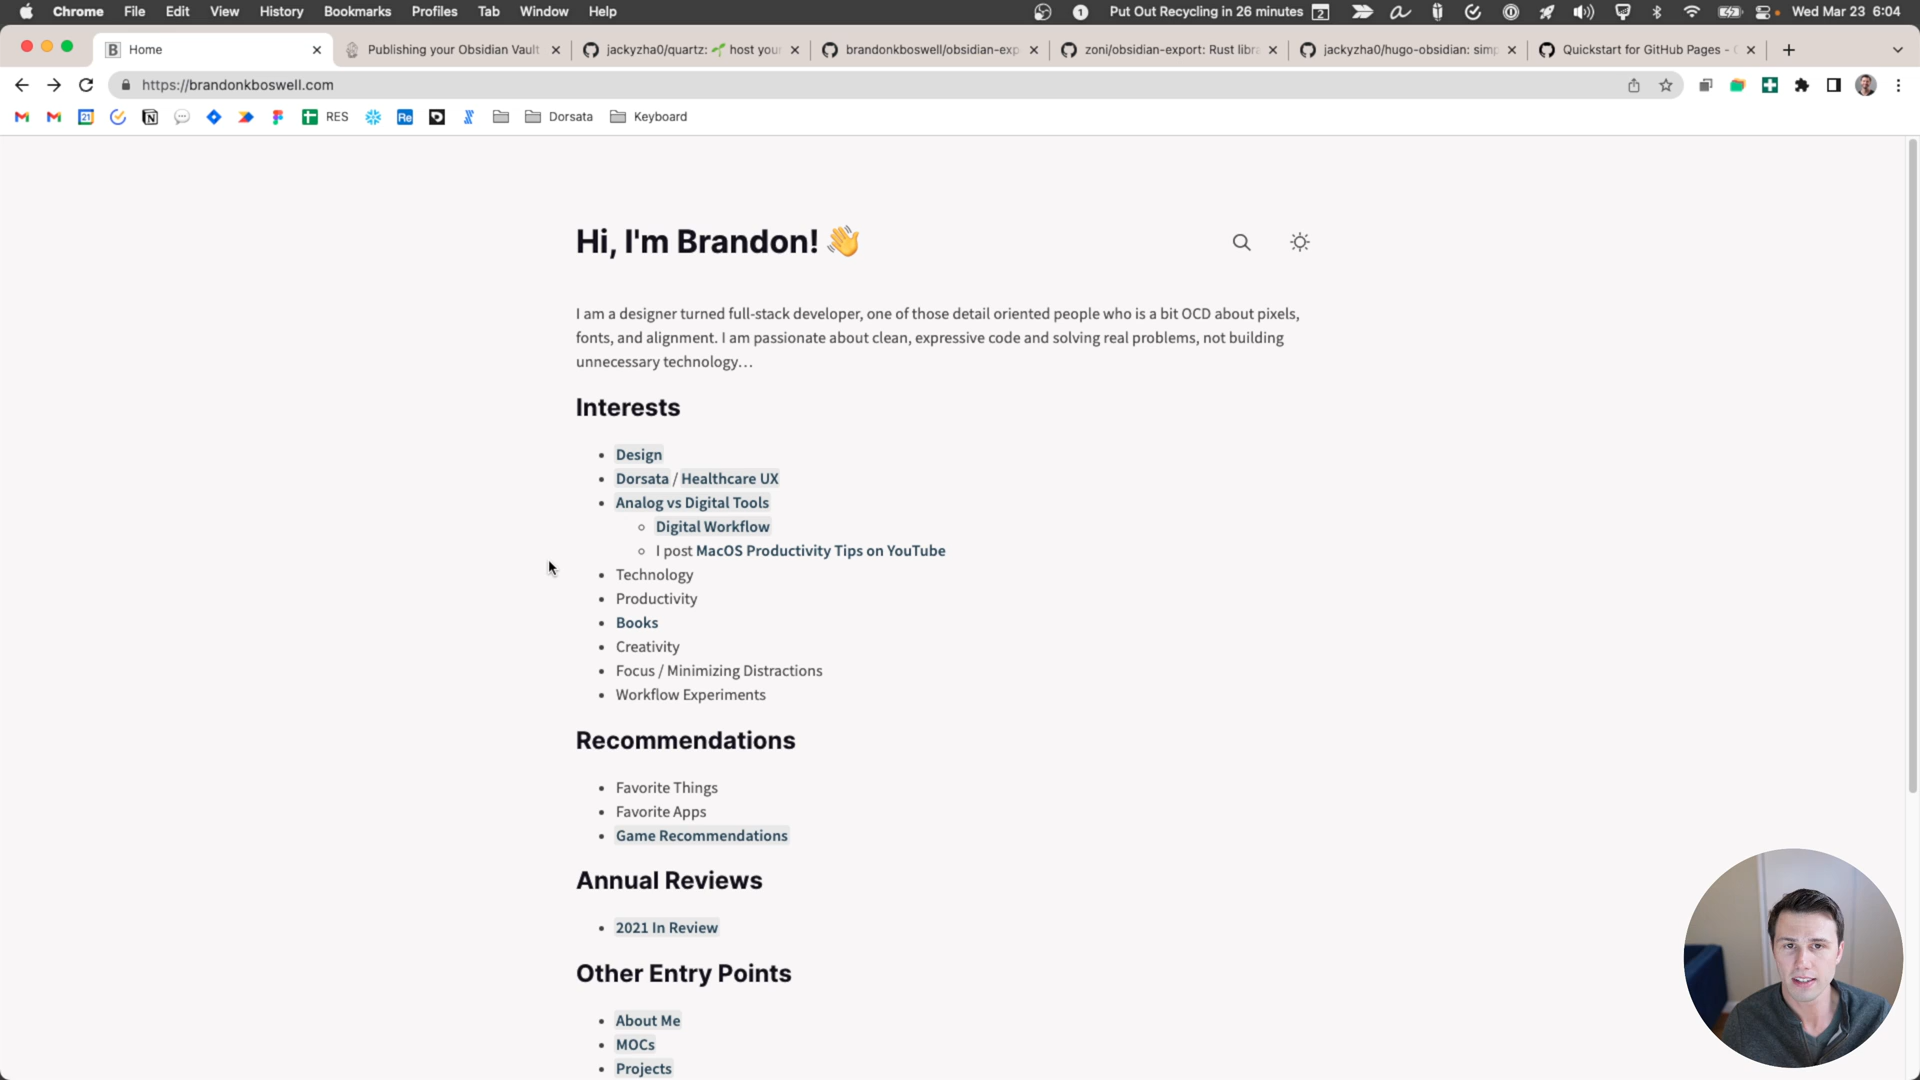 Chrome File Edit View History Bookmarks Profiles Tab Window Help 1 Put Out Recycling in 26 minutes 2 Wed Mar 23 6:04
Home Publishing your Obsidian Vault jackyzha0/quartz: 🌱 host your brandonkboswell/obsidian-exp zoni/obsidian-export: Rust libr jackyzha0/hugo-obsidian: simp Quickstart for GitHub Pages -
https://brandonkboswell.com
21 RES Re Dorsata Keyboard
Hi, I'm Brandon! 👋
I am a designer turned full-stack developer, one of those detail oriented people who is a bit OCD about pixels,
fonts, and alignment. I am passionate about clean, expressive code and solving real problems, not building
unnecessary technology…
Interests
• Design
• Dorsata / Healthcare UX
• Analog vs Digital Tools
◦ Digital Workflow
◦ I post MacOS Productivity Tips on YouTube
• Technology
• Productivity
• Books
• Creativity
• Focus / Minimizing Distractions
• Workflow Experiments
Recommendations
• Favorite Things
• Favorite Apps
• Game Recommendations
Annual Reviews
• 2021 In Review
Other Entry Points
• About Me
• MOCs
• Projects